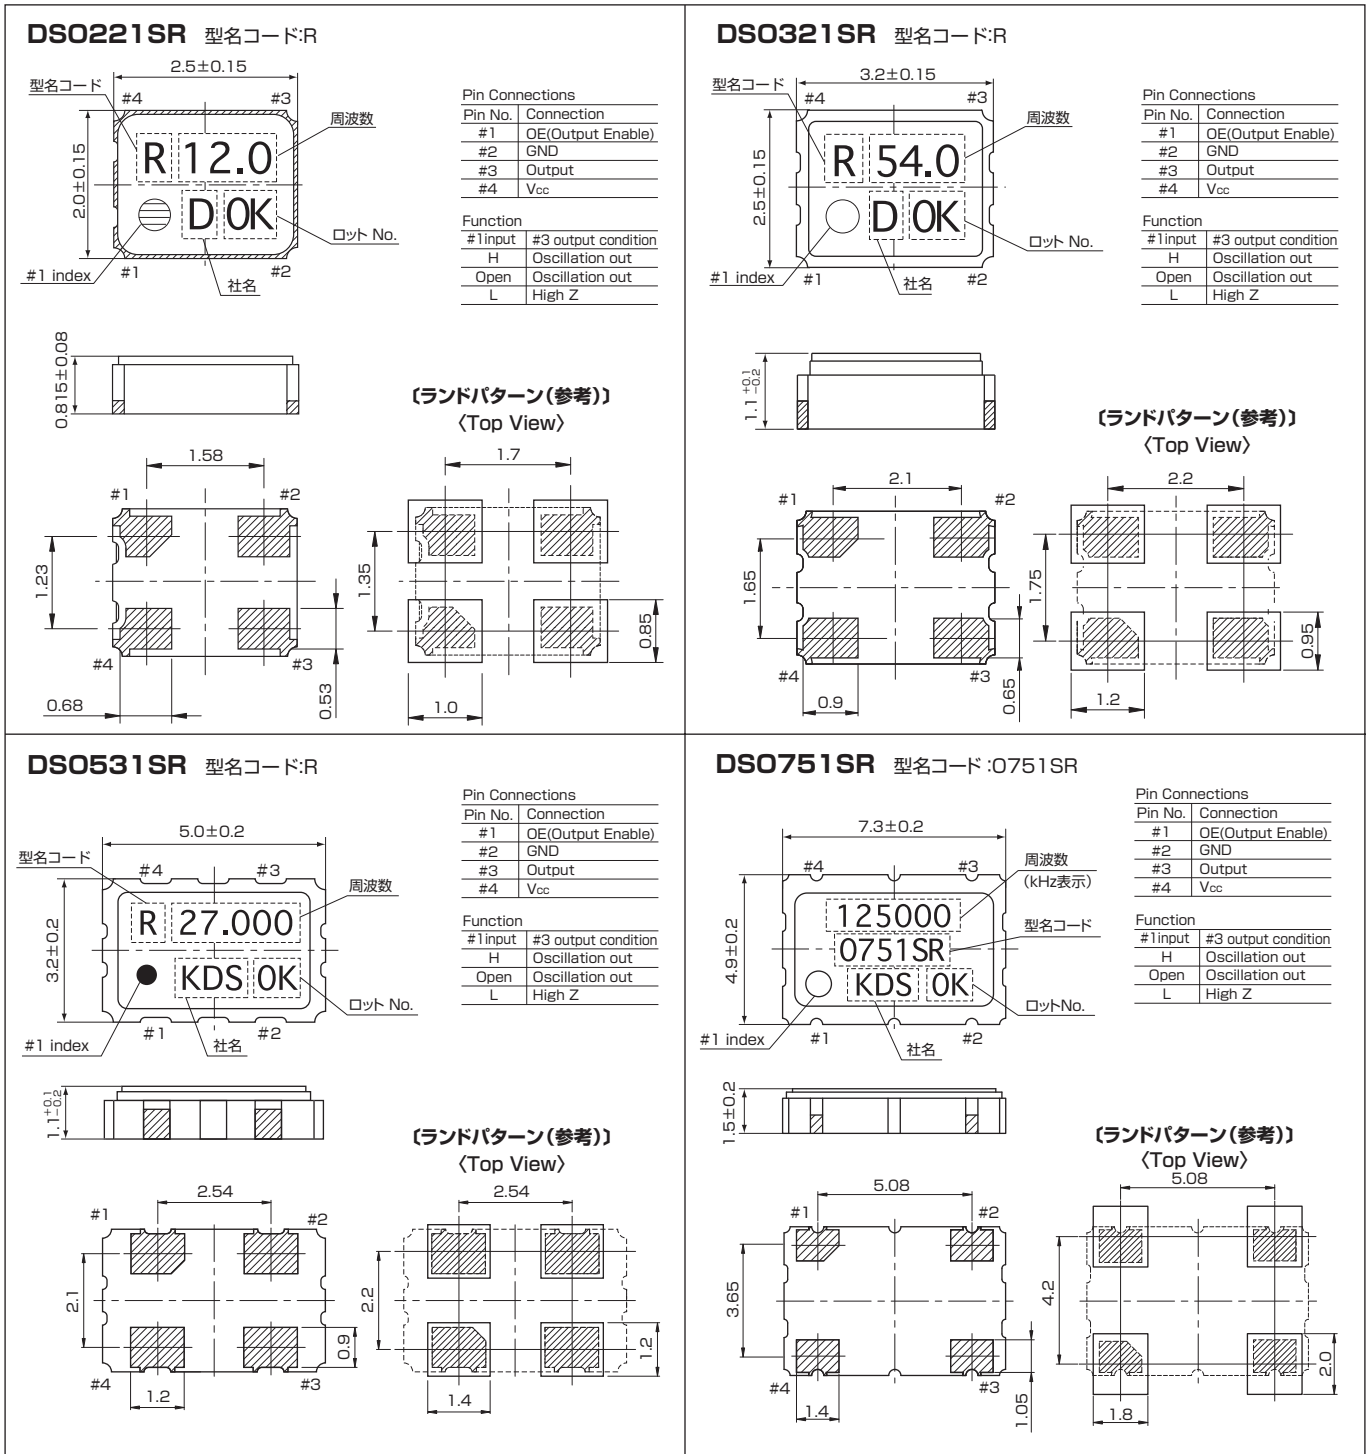 DSO221SR 型名コード:R
2.5±0.15
型名コード
#4
#3
周波数
R 12.0
2.0±0.15
D OK
ロット No.
#1 index
#1
#2
社名
Pin Connections
Pin No. Connection
#1 OE(Output Enable)
#2 GND
#3 Output
#4 Vcc
Function
#1input #3 output condition
H Oscillation out
Open Oscillation out
L High Z
0.815±0.08
〔ランドパターン(参考)〕
〈Top View〉
1.58
#1
#2
1.23
#4
#3
0.68
0.53
1.7
1.35
0.85
1.0
DSO321SR 型名コード:R
3.2±0.15
型名コード
#4
#3
周波数
R 54.0
2.5±0.15
D OK
ロット No.
#1 index
#1
#2
社名
Pin Connections
Pin No. Connection
#1 OE(Output Enable)
#2 GND
#3 Output
#4 Vcc
Function
#1input #3 output condition
H Oscillation out
Open Oscillation out
L High Z
1.1 +0.1 -0.2
〔ランドパターン(参考)〕
〈Top View〉
2.1
#1
#2
1.65
#4
#3
0.9
0.65
2.2
1.75
0.95
1.2
DSO531SR 型名コード:R
5.0±0.2
型名コード
#4
#3
周波数
R 27.000
3.2±0.2
KDS OK
ロット No.
#1 index
#1
#2
社名
Pin Connections
Pin No. Connection
#1 OE(Output Enable)
#2 GND
#3 Output
#4 Vcc
Function
#1input #3 output condition
H Oscillation out
Open Oscillation out
L High Z
1.1 +0.1 -0.2
〔ランドパターン(参考)〕
〈Top View〉
2.54
#1
#2
2.1
#4
#3
1.2
0.9
2.54
2.2
1.2
1.4
DSO751SR 型名コード:0751SR
7.3±0.2
#4
#3
周波数
(kHz表示)
125000
型名コード
0751SR
4.9±0.2
KDS OK
ロットNo.
#1 index
#1
#2
社名
Pin Connections
Pin No. Connection
#1 OE(Output Enable)
#2 GND
#3 Output
#4 Vcc
Function
#1input #3 output condition
H Oscillation out
Open Oscillation out
L High Z
1.5±0.2
〔ランドパターン(参考)〕
〈Top View〉
5.08
#1
#2
3.65
#4
#3
1.4
1.05
5.08
4.2
2.0
1.8